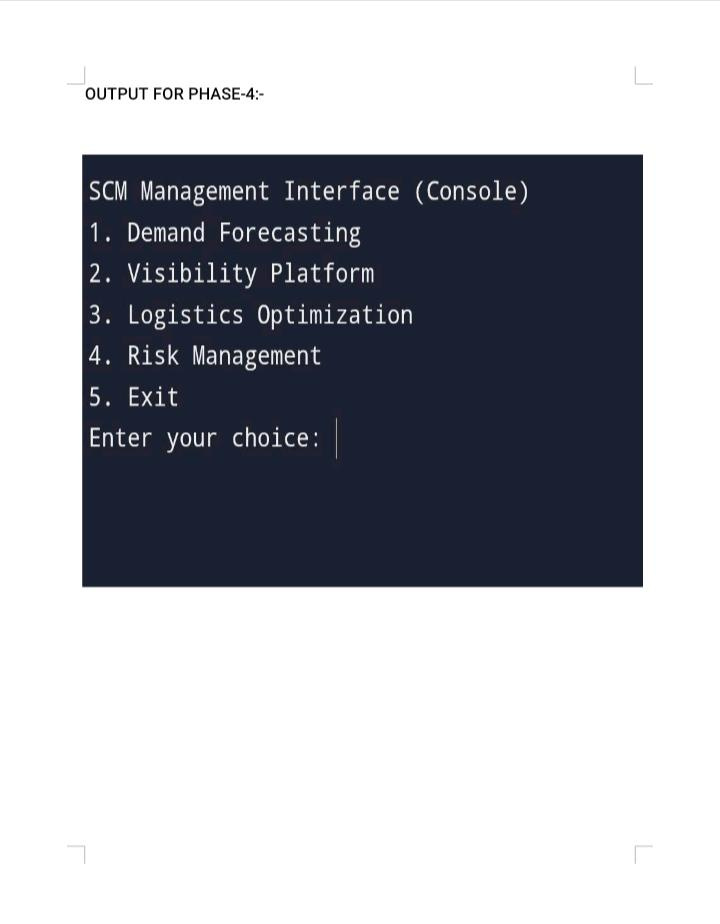 OUTPUT FOR PHASE-4:-
SCM Management Interface (Console)
1. Demand Forecasting
2. Visibility Platform
3. Logistics Optimization
4. Risk Management
5. Exit
Enter your choice: